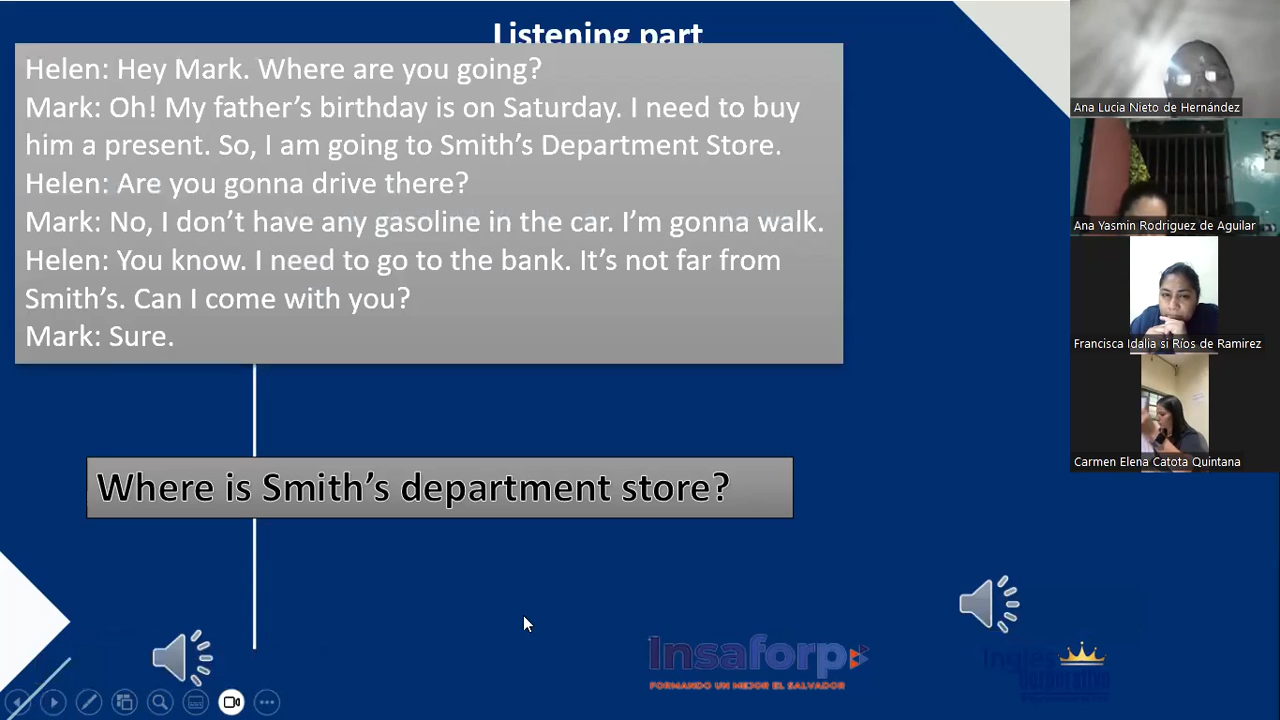 Listening part
Helen: Hey Mark. Where are you going?
Mark: Oh! My father’s birthday is on Saturday. I need to buy
him a present. So, I am going to Smith’s Department Store.
Helen: Are you gonna drive there?
Mark: No, I don’t have any gasoline in the car. I’m gonna walk.
Helen: You know. I need to go to the bank. It’s not far from
Smith’s. Can I come with you?
Mark: Sure.
Where is Smith’s department store?
Insaforp
FORMANDO UN MEJOR EL SALVADOR
Inglés
Corporativo
Ana Lucia Nieto de Hernández
Ana Yasmin Rodriguez de Aguilar
Francisca Idalia si Ríos de Ramirez
Carmen Elena Catota Quintana